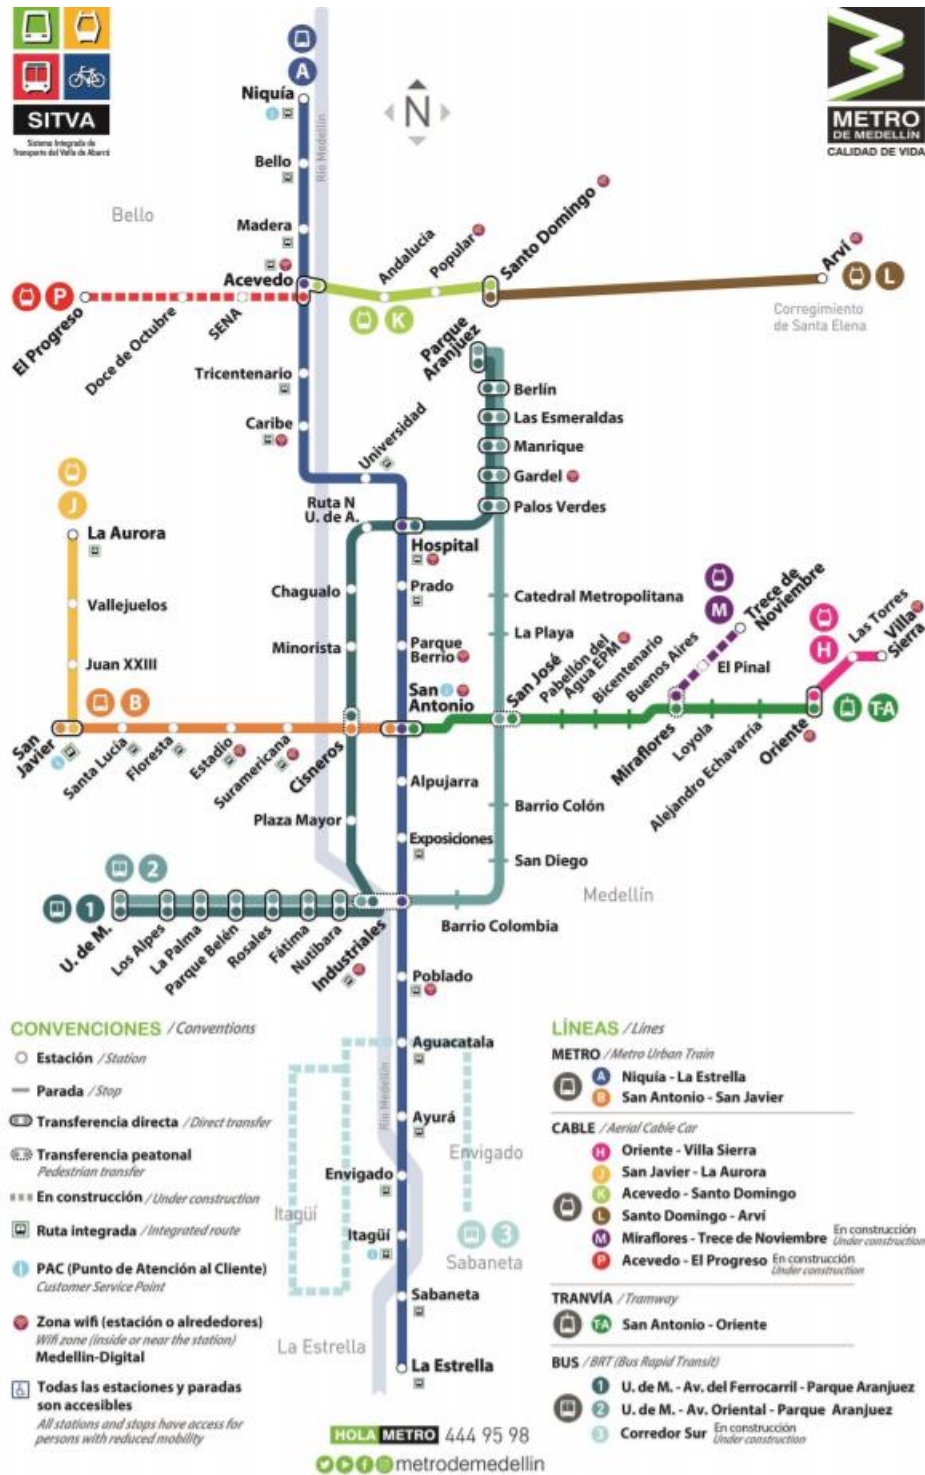 SITVA
Sistema Integrado de
Transporte del Valle de Aburrá
METRO
DE MEDELLÍN
CALIDAD DE VIDA
N
A
Niquía
Río Medellín
Bello
Bello
Madera
Acevedo
P
El Progreso
Doce de Octubre
SENA
Andalucía
Popular
Santo Domingo
K
Arví
L
Corregimiento
de Santa Elena
Tricentenario
Caribe
Universidad
Parque
Aranjuez
Berlín
Las Esmeraldas
Manrique
Gardel
Palos Verdes
J
La Aurora
Vallejuelos
Juan XXIII
Ruta N
U. de A.
Hospital
Chagualo
Prado
Minorista
Parque
Berrio
Catedral Metropolitana
La Playa
San
Antonio
San José
Pabellón del
Agua EPM
Bicentenario
Buenos Aires
M
Trece de
Noviembre
El Pinal
H
Las Torres
Villa
Sierra
B
San
Javier
Santa Lucía
Floresta
Estadio
Suramericana
Cisneros
Miraflores
Loyola
Alejandro Echavarría
Oriente
T-A
Alpujarra
Plaza Mayor
Exposiciones
Barrio Colón
San Diego
Medellín
2
1
U. de M.
Los Alpes
La Palma
Parque Belén
Rosales
Fátima
Nutibara
Industriales
Barrio Colombia
Poblado
Aguacatala
Río Medellín
Ayurá
Envigado
Envigado
Itagüí
Itagüí
3
Sabaneta
Sabaneta
La Estrella
La Estrella
CONVENCIONES / Conventions
Estación / Station
Parada / Stop
Transferencia directa / Direct transfer
Transferencia peatonal
Pedestrian transfer
En construcción / Under construction
Ruta integrada / Integrated route
PAC (Punto de Atención al Cliente)
Customer Service Point
Zona wifi (estación o alrededores)
Wifi zone (inside or near the station)
Medellín-Digital
Todas las estaciones y paradas
son accesibles
All stations and stops have access for
persons with reduced mobility
LÍNEAS / Lines
METRO / Metro Urban Train
A Niquía - La Estrella
B San Antonio - San Javier
CABLE / Aerial Cable Car
H Oriente - Villa Sierra
J San Javier - La Aurora
K Acevedo - Santo Domingo
L Santo Domingo - Arví
M Miraflores - Trece de Noviembre En construcción
Under construction
P Acevedo - El Progreso En construcción
Under construction
TRANVÍA / Tramway
T-A San Antonio - Oriente
BUS / BRT (Bus Rapid Transit)
1 U. de M. - Av. del Ferrocarril - Parque Aranjuez
2 U. de M. - Av. Oriental - Parque Aranjuez
3 Corredor Sur En construcción
Under construction
HOLA METRO 444 95 98
metrodemedellin